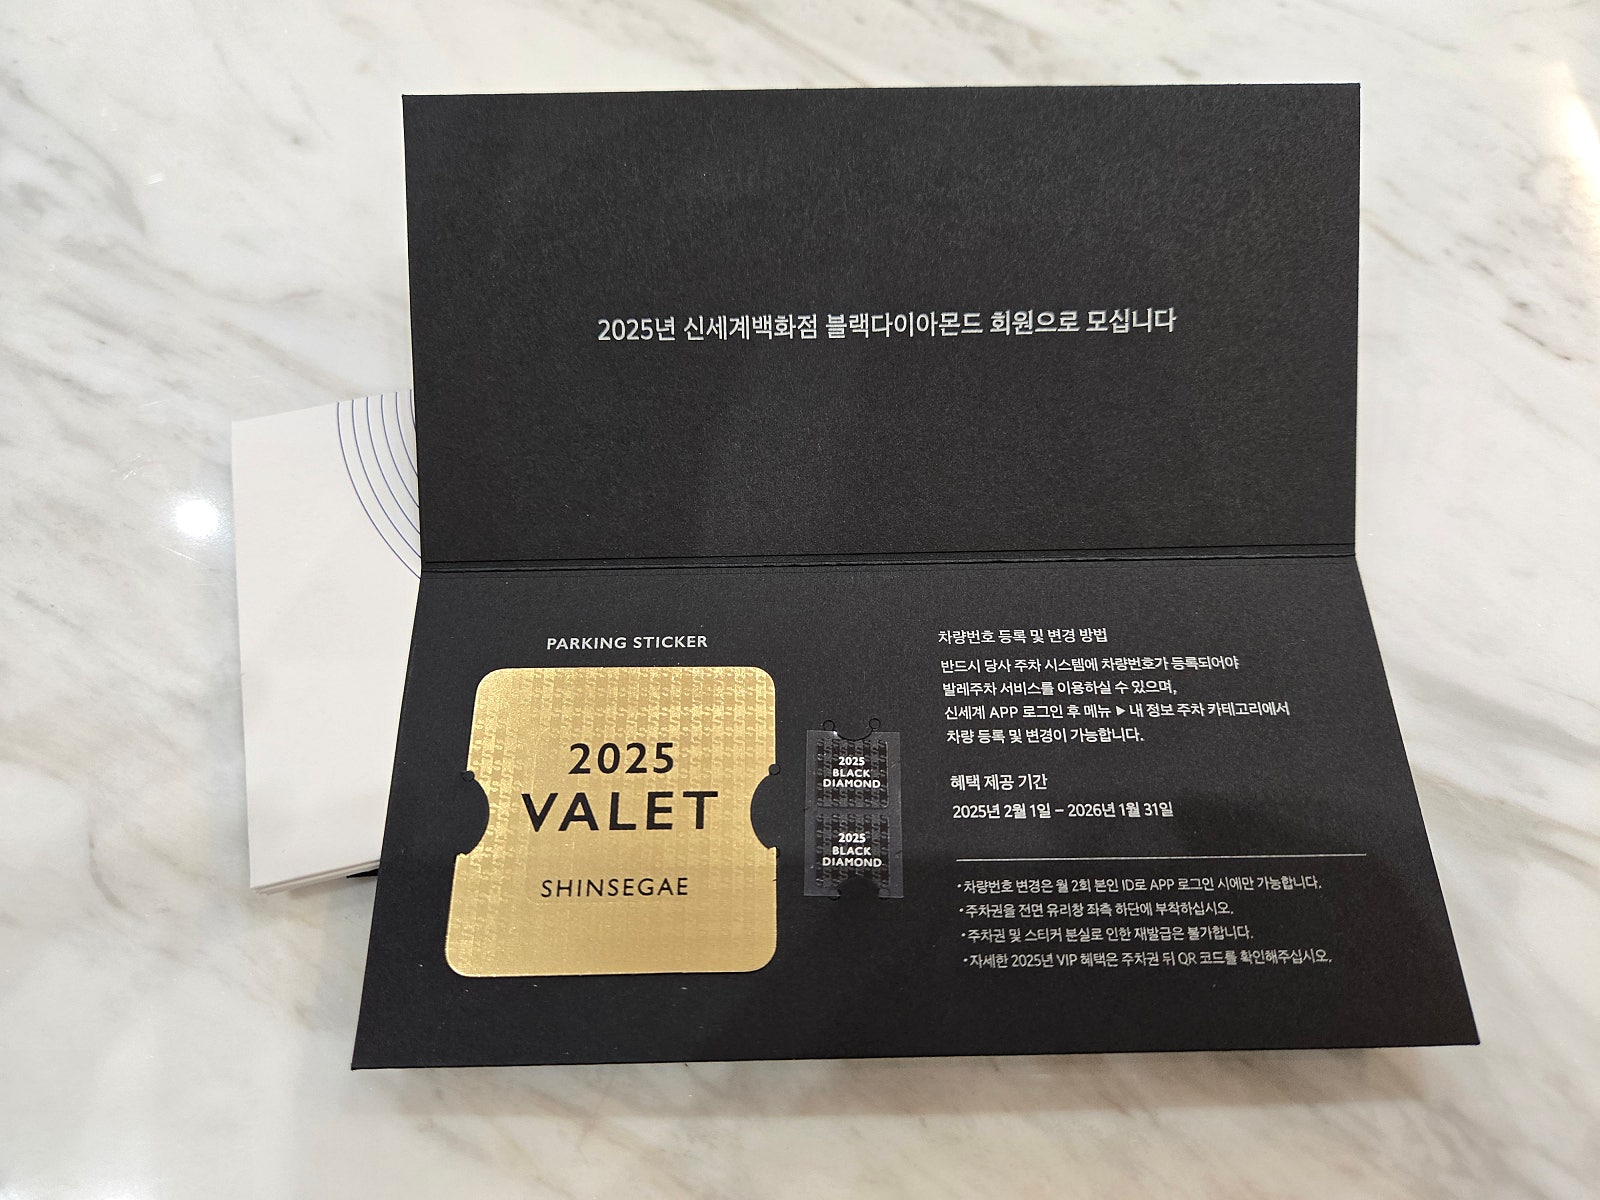 2025년 신세계백화점 블랙다이아몬드 회원으로 모십니다
PARKING STICKER
2025
VALET
SHINSEGAE
2025
BLACK
DIAMOND
2025
BLACK
DIAMOND
차량번호 등록 및 변경 방법
반드시 당사 주차 시스템에 차량번호가 등록되어야
발레주차 서비스를 이용하실 수 있으며,
신세계 APP 로그인 후 메뉴 ▶ 내 정보 주차 카테고리에서
차량 등록 및 변경이 가능합니다.
혜택 제공 기간
2025년 2월 1일 – 2026년 1월 31일
•차량번호 변경은 월 2회 본인 ID로 APP 로그인 시에만 가능합니다.
•주차권을 전면 유리창 좌측 하단에 부착하십시오.
•주차권 및 스티커 분실로 인한 재발급은 불가합니다.
•자세한 2025년 VIP 혜택은 주차권 뒤 QR 코드를 확인해주십시오.